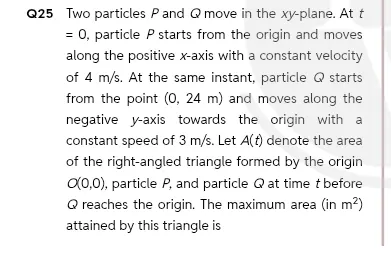 Q25 Two particles P and Q move in the xy-plane. At t
= 0, particle P starts from the origin and moves
along the positive x-axis with a constant velocity
of 4 m/s. At the same instant, particle Q starts
from the point (0, 24 m) and moves along the
negative y-axis towards the origin with a
constant speed of 3 m/s. Let A(t) denote the area
of the right-angled triangle formed by the origin
O(0,0), particle P, and particle Q at time t before
Q reaches the origin. The maximum area (in m²)
attained by this triangle is